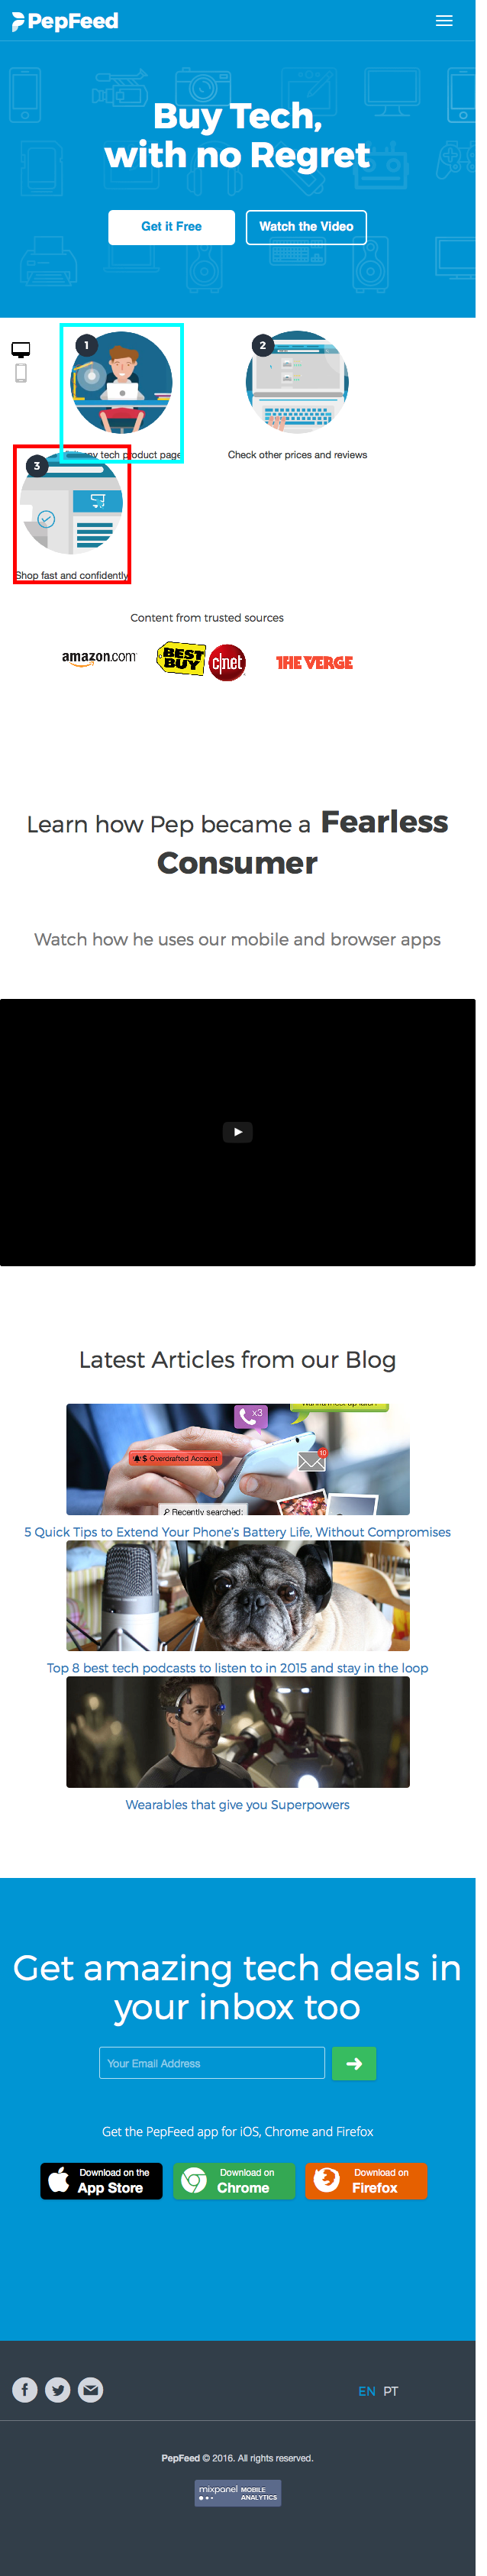 PepFeed
Buy Tech,
with no Regret
Get it Free
Watch the Video
1
2
any tech product page
Check other prices and reviews
3
Shop fast and confidently
Content from trusted sources
amazon.com
BEST BUY
c|net
THE VERGE
Learn how Pep became a Fearless
Consumer
Watch how he uses our mobile and browser apps
Latest Articles from our Blog
x3
$ Overdrafted Account
10
Recently searched:
5 Quick Tips to Extend Your Phone's Battery Life, Without Compromises
Top 8 best tech podcasts to listen to in 2015 and stay in the loop
Wearables that give you Superpowers
Get amazing tech deals in
your inbox too
Your Email Address
Get the PepFeed app for iOS, Chrome and Firefox
Download on the
App Store
Download on
Chrome
Download on
Firefox
EN PT
PepFeed © 2016. All rights reserved.
mixpanel MOBILE
ANALYTICS